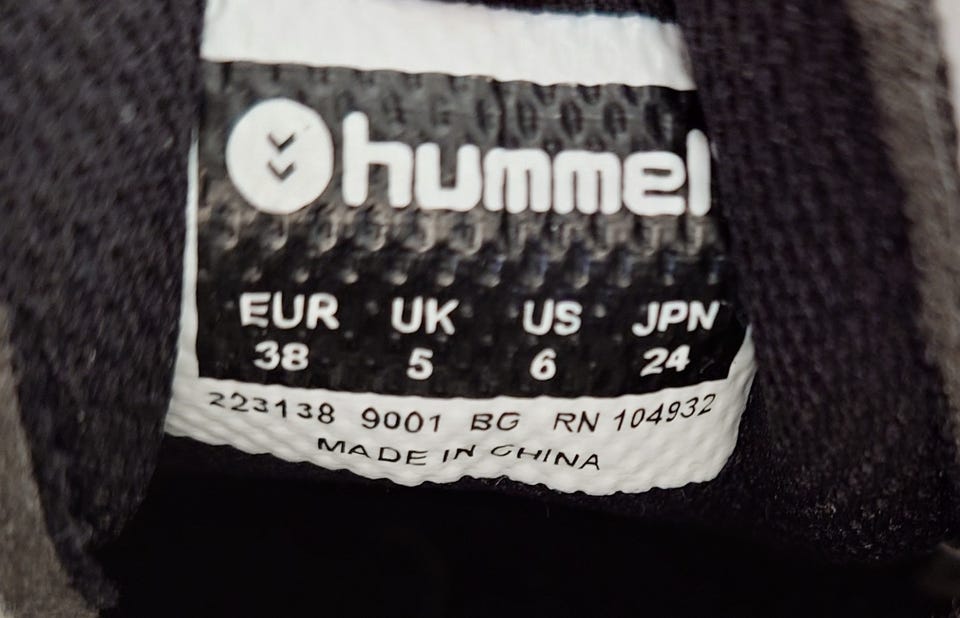 hummel
EUR UK US JPN
38 5 6 24
223138 9001 BG RN 104932
MADE IN CHINA